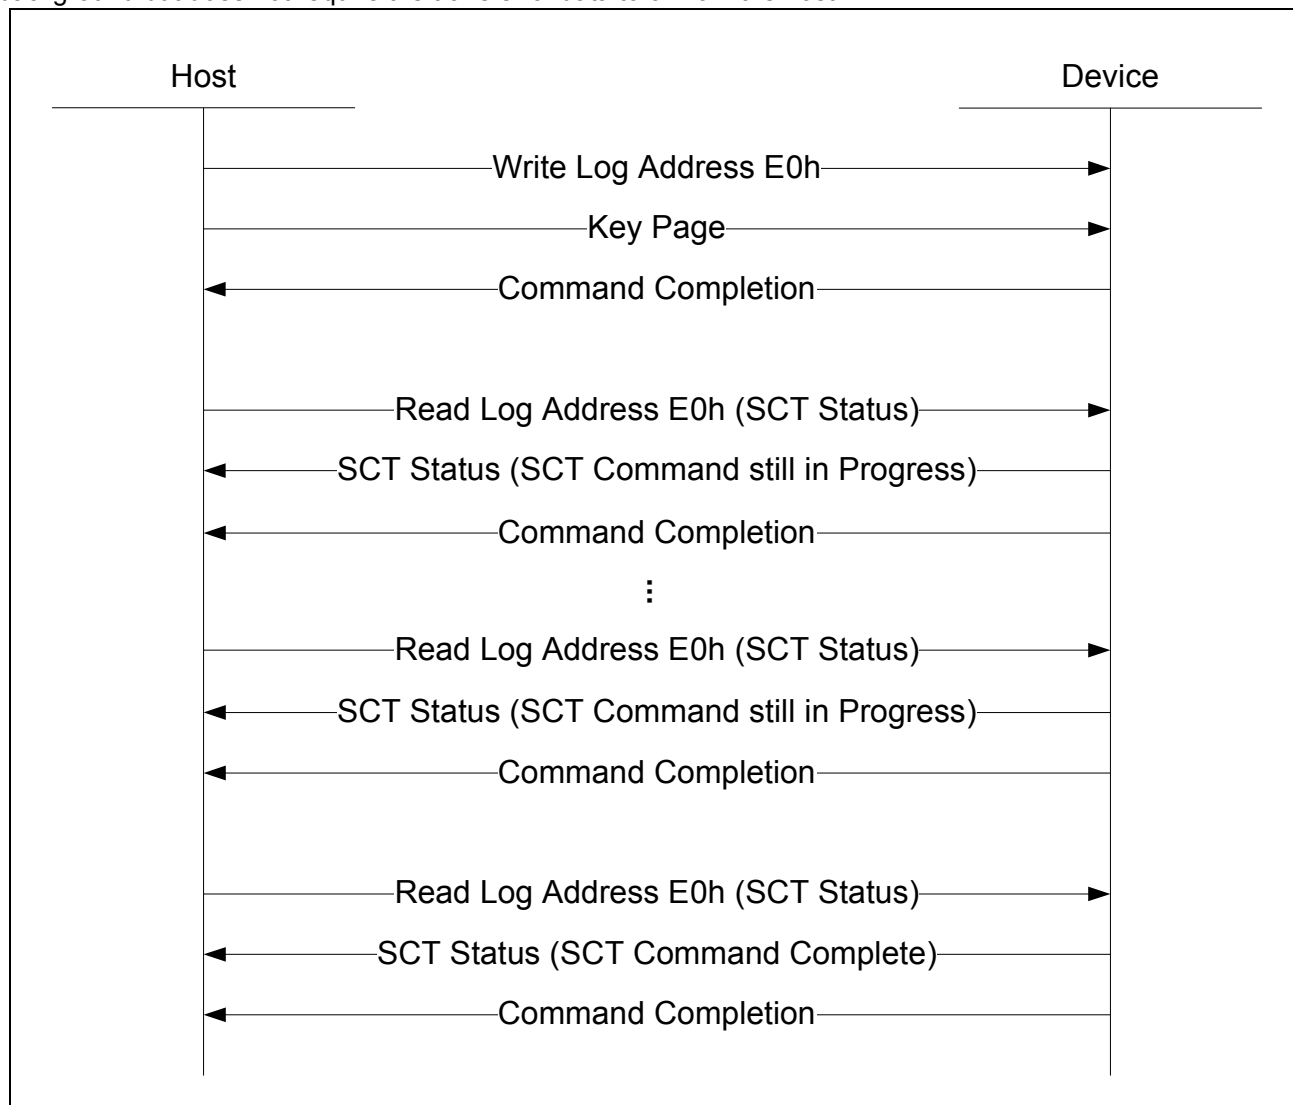 Host
Device
Write Log Address E0h
Key Page
Command Completion
Read Log Address E0h (SCT Status)
SCT Status (SCT Command still in Progress)
Command Completion
...
Read Log Address E0h (SCT Status)
SCT Status (SCT Command still in Progress)
Command Completion
Read Log Address E0h (SCT Status)
SCT Status (SCT Command Complete)
Command Completion